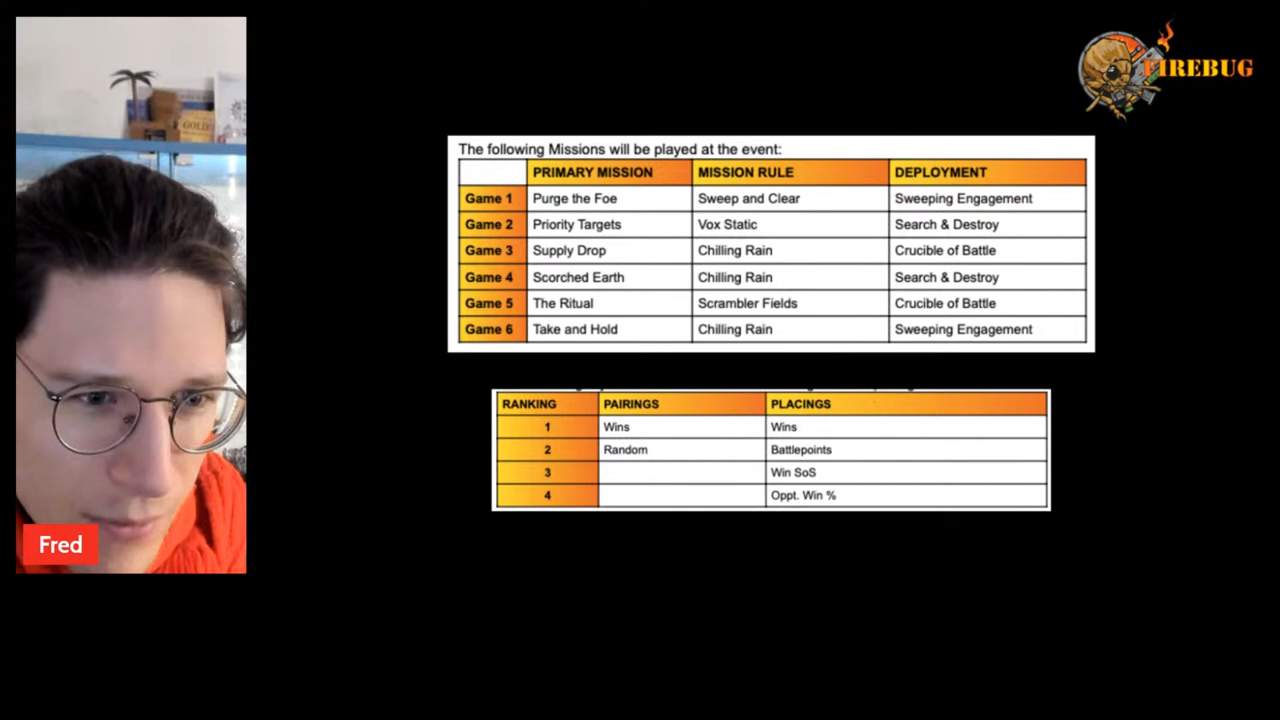 FIREBUG
GOLD
The following Missions will be played at the event:
PRIMARY MISSION MISSION RULE DEPLOYMENT
Game 1 Purge the Foe Sweep and Clear Sweeping Engagement
Game 2 Priority Targets Vox Static Search & Destroy
Game 3 Supply Drop Chilling Rain Crucible of Battle
Game 4 Scorched Earth Chilling Rain Search & Destroy
Game 5 The Ritual Scrambler Fields Crucible of Battle
Game 6 Take and Hold Chilling Rain Sweeping Engagement
RANKING PAIRINGS PLACINGS
1 Wins Wins
2 Random Battlepoints
3 Win SoS
4 Oppt. Win %
Fred